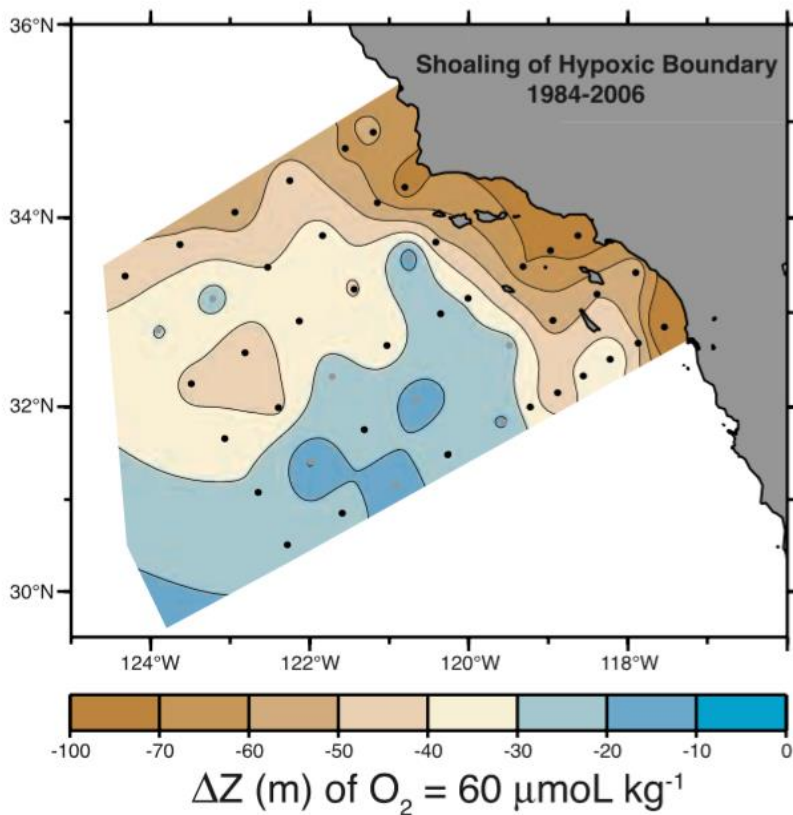 36°N
Shoaling of Hypoxic Boundary
1984-2006
34°N
32°N
30°N
124°W 122°W 120°W 118°W
-100 -70 -60 -50 -40 -30 -20 -10 0
ΔZ (m) of O₂ = 60 μmoL kg⁻¹